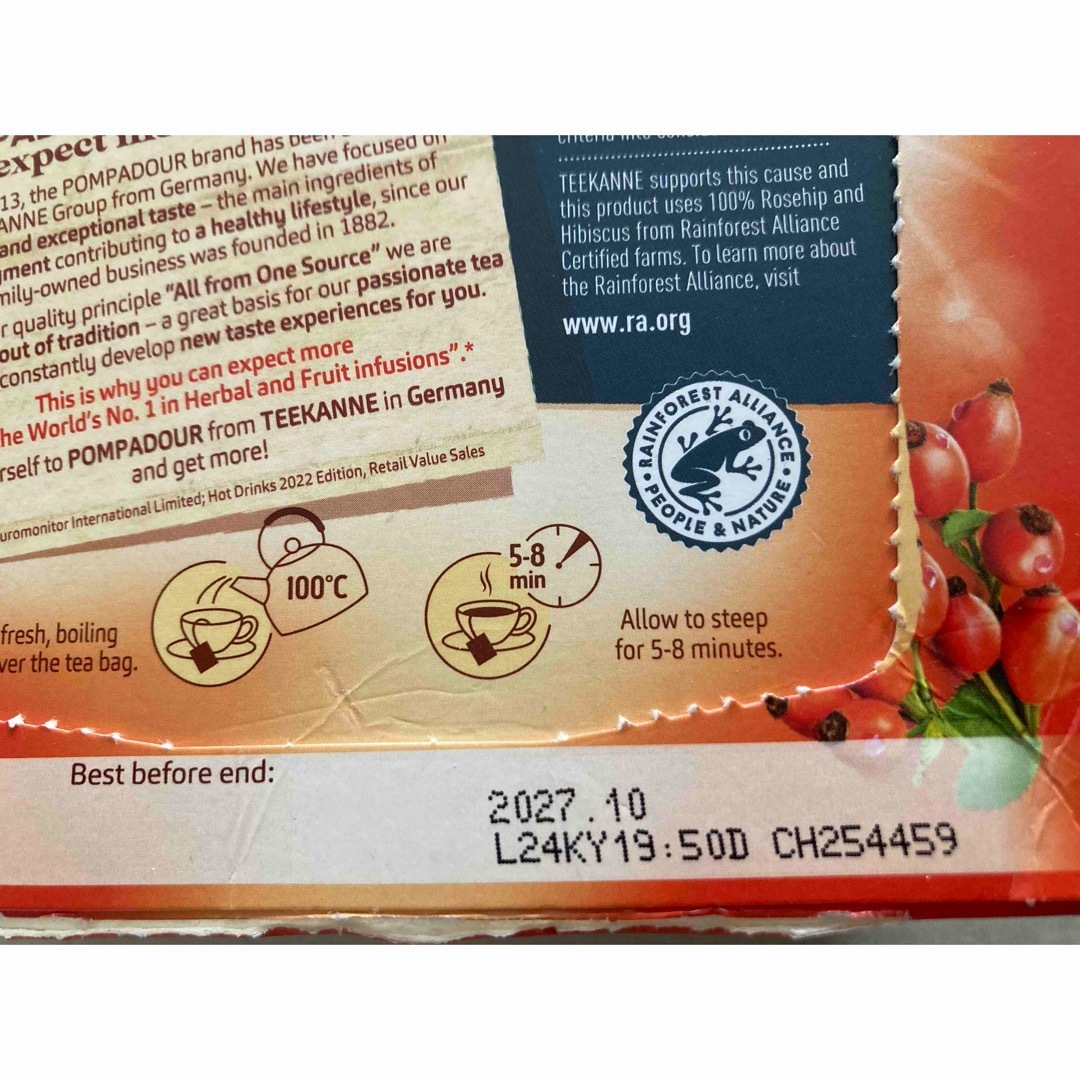 expect
13, the POMPADOUR brand has been
ANNE Group from Germany. We have focused on
and exceptional taste – the main ingredients of
yment contributing to a healthy lifestyle, since our
mily-owned business was founded in 1882.
r quality principle "All from One Source" we are
out of tradition – a great basis for our passionate tea
constantly develop new taste experiences for you.
This is why you can expect more
he World's No. 1 in Herbal and Fruit infusions".*
rself to POMPADOUR from TEEKANNE in Germany
and get more!
uromonitor International Limited; Hot Drinks 2022 Edition, Retail Value Sales
criteria into
TEEKANNE supports this cause and
this product uses 100% Rosehip and
Hibiscus from Rainforest Alliance
Certified farms. To learn more about
the Rainforest Alliance, visit
www.ra.org
RAINFOREST ALLIANCE
PEOPLE & NATURE
fresh, boiling
ver the tea bag.
100°C
5-8
min
Allow to steep
for 5-8 minutes.
Best before end:
2027.10
L24KY19:50D CH254459